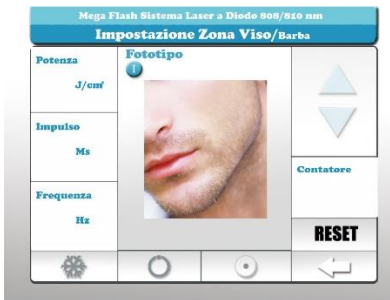 Mega Flash Sistema Laser a Diodo 808/810 nm
Impostazione Zona Viso/Barba
Potenza
J/cm²
Fototipo
i
Impulso
Ms
Contatore
Frequenza
Hz
RESET